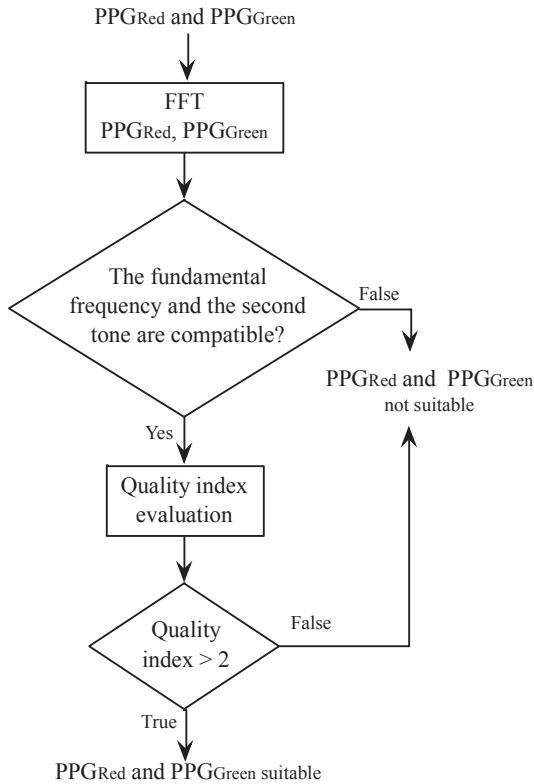 PPGRed and PPGGreen
FFT
PPGRed, PPGGreen
The fundamental
frequency and the second
tone are compatible?
False
PPGRed and PPGGreen
not suitable
Yes
Quality index
evaluation
Quality
index > 2
False
True
PPGRed and PPGGreen suitable